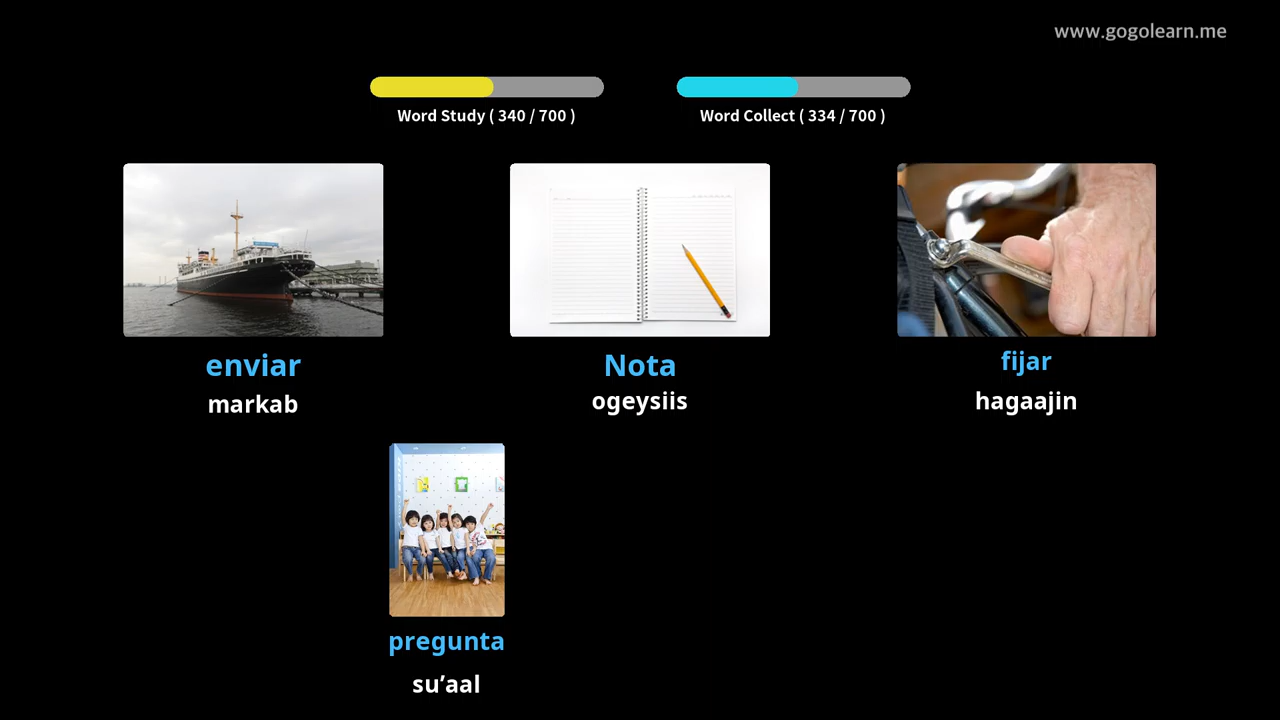 www.gogolearn.me
Word Study ( 340 / 700 )
Word Collect ( 334 / 700 )
enviar
markab
Nota
ogeysiis
fijar
hagaajin
pregunta
su’aal